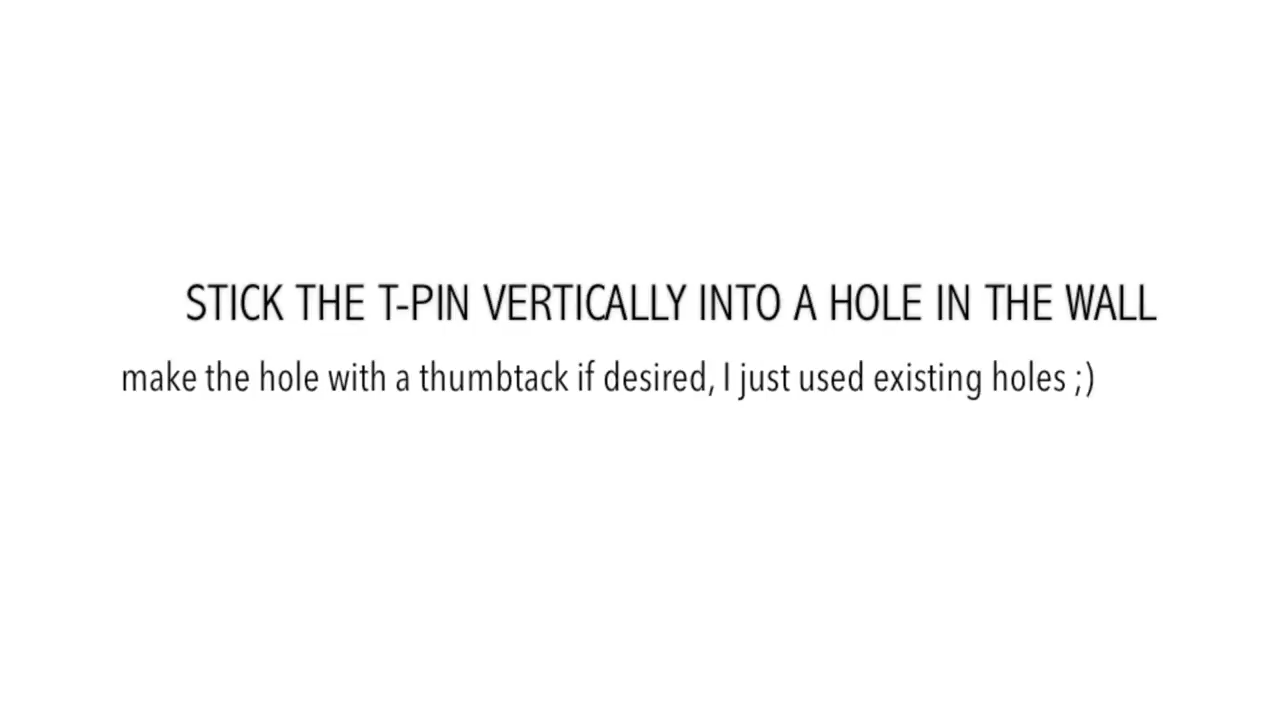 STICK THE T-PIN VERTICALLY INTO A HOLE IN THE WALL
make the hole with a thumbtack if desired, I just used existing holes ;)